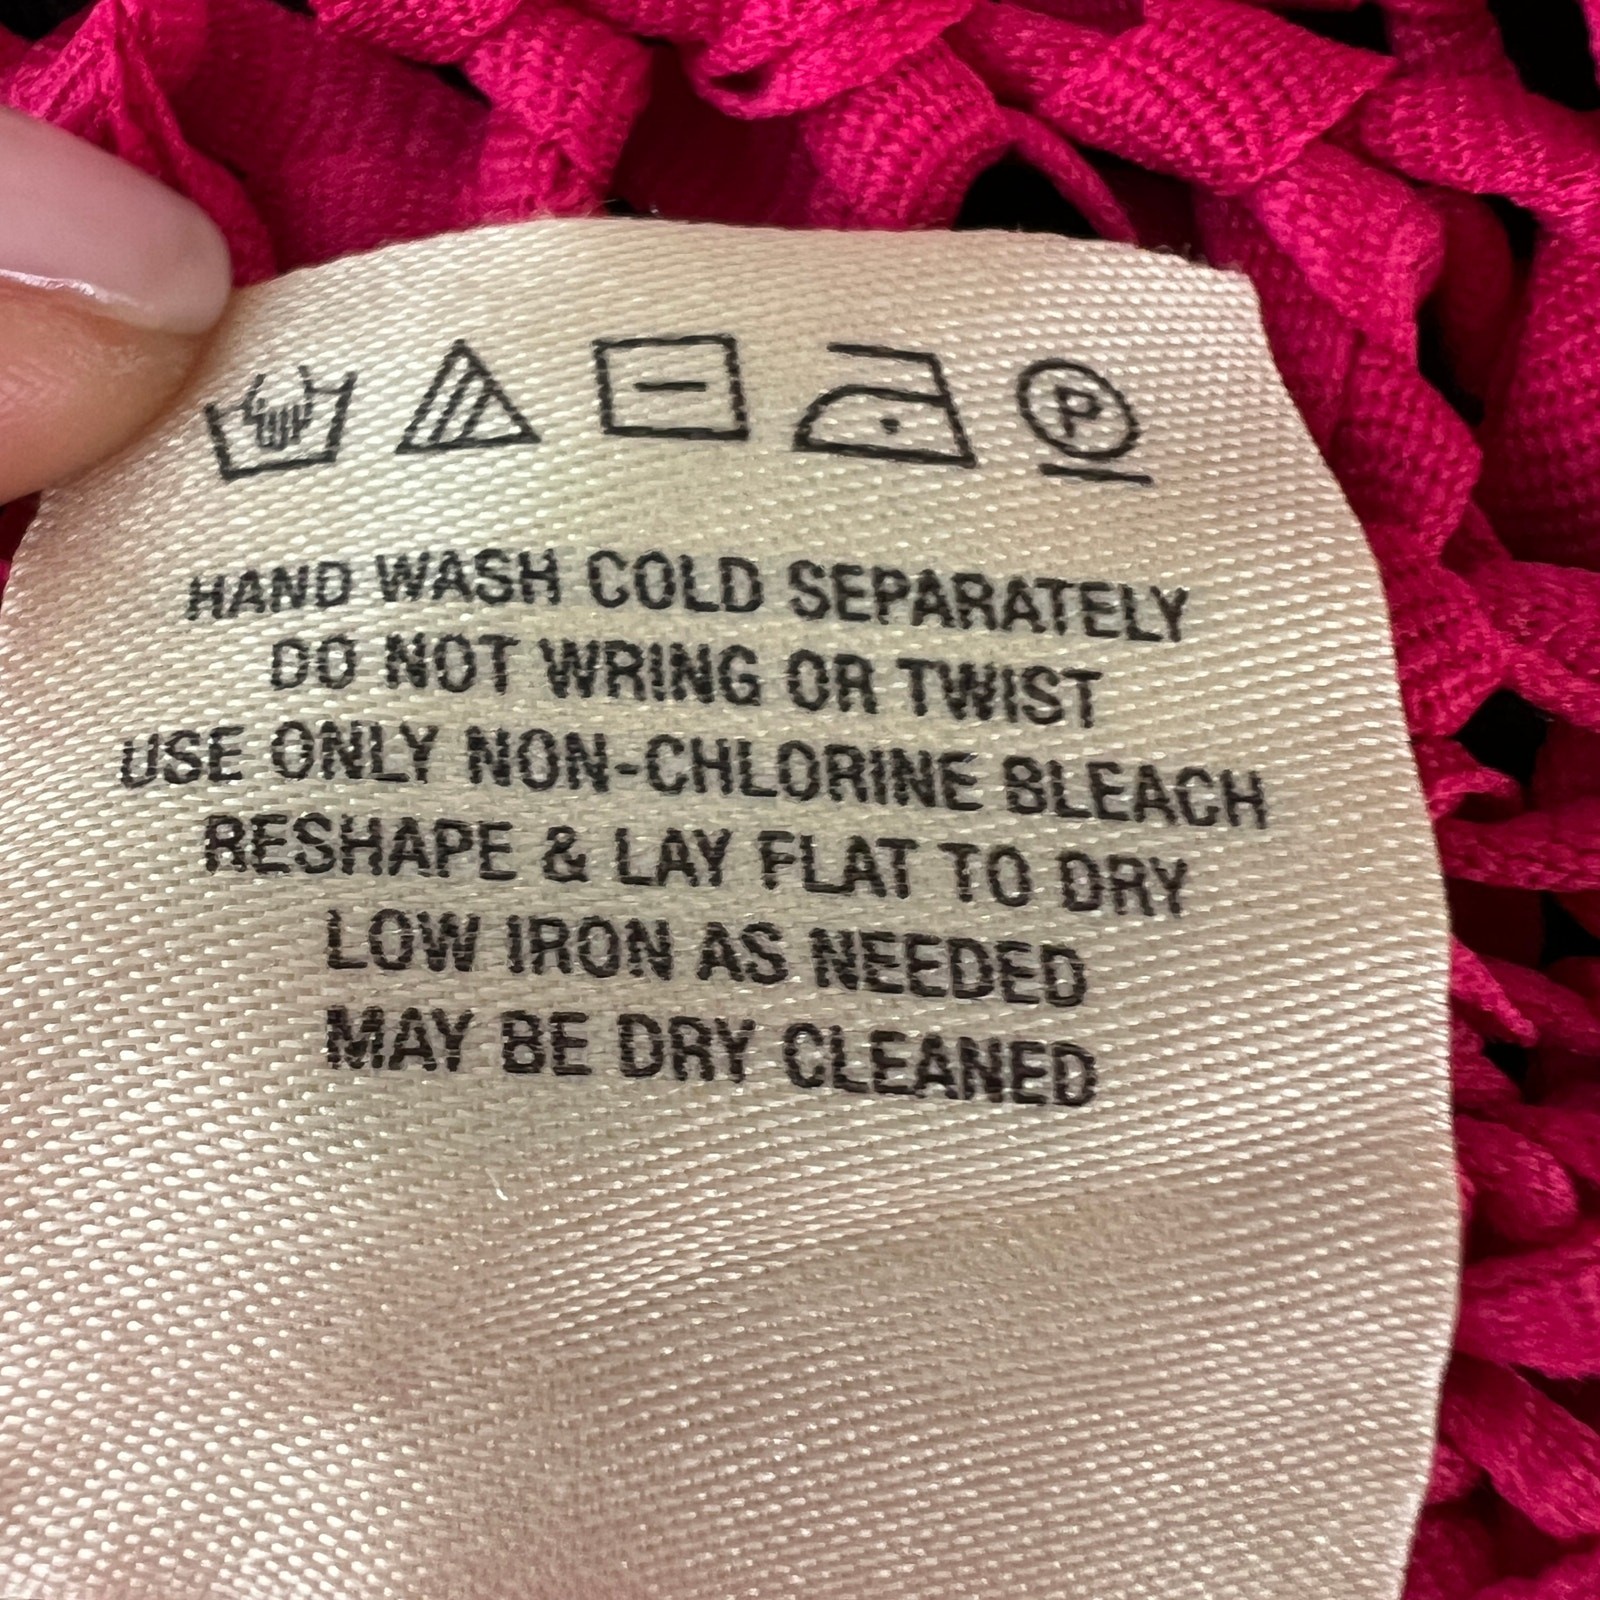 P
HAND WASH COLD SEPARATELY
DO NOT WRING OR TWIST
USE ONLY NON-CHLORINE BLEACH
RESHAPE & LAY FLAT TO DRY
LOW IRON AS NEEDED
MAY BE DRY CLEANED